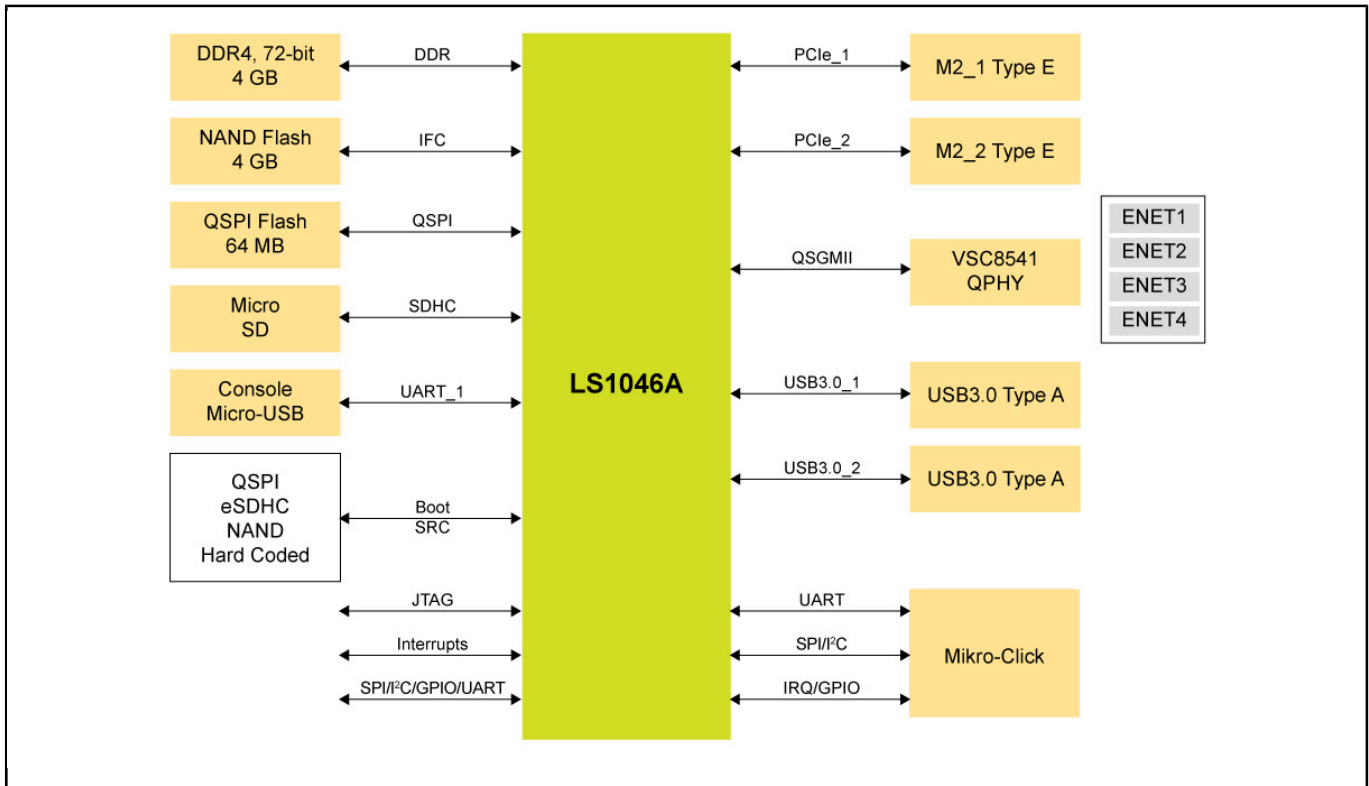 DDR4, 72-bit
4 GB
DDR
NAND Flash
4 GB
IFC
QSPI Flash
64 MB
QSPI
Micro
SD
SDHC
Console
Micro-USB
UART_1
QSPI
eSDHC
NAND
Hard Coded
Boot
SRC
JTAG
Interrupts
SPI/I²C/GPIO/UART
LS1046A
PCIe_1
M2_1 Type E
PCIe_2
M2_2 Type E
QSGMII
VSC8541
QPHY
ENET1
ENET2
ENET3
ENET4
USB3.0_1
USB3.0 Type A
USB3.0_2
USB3.0 Type A
UART
SPI/I²C
IRQ/GPIO
Mikro-Click